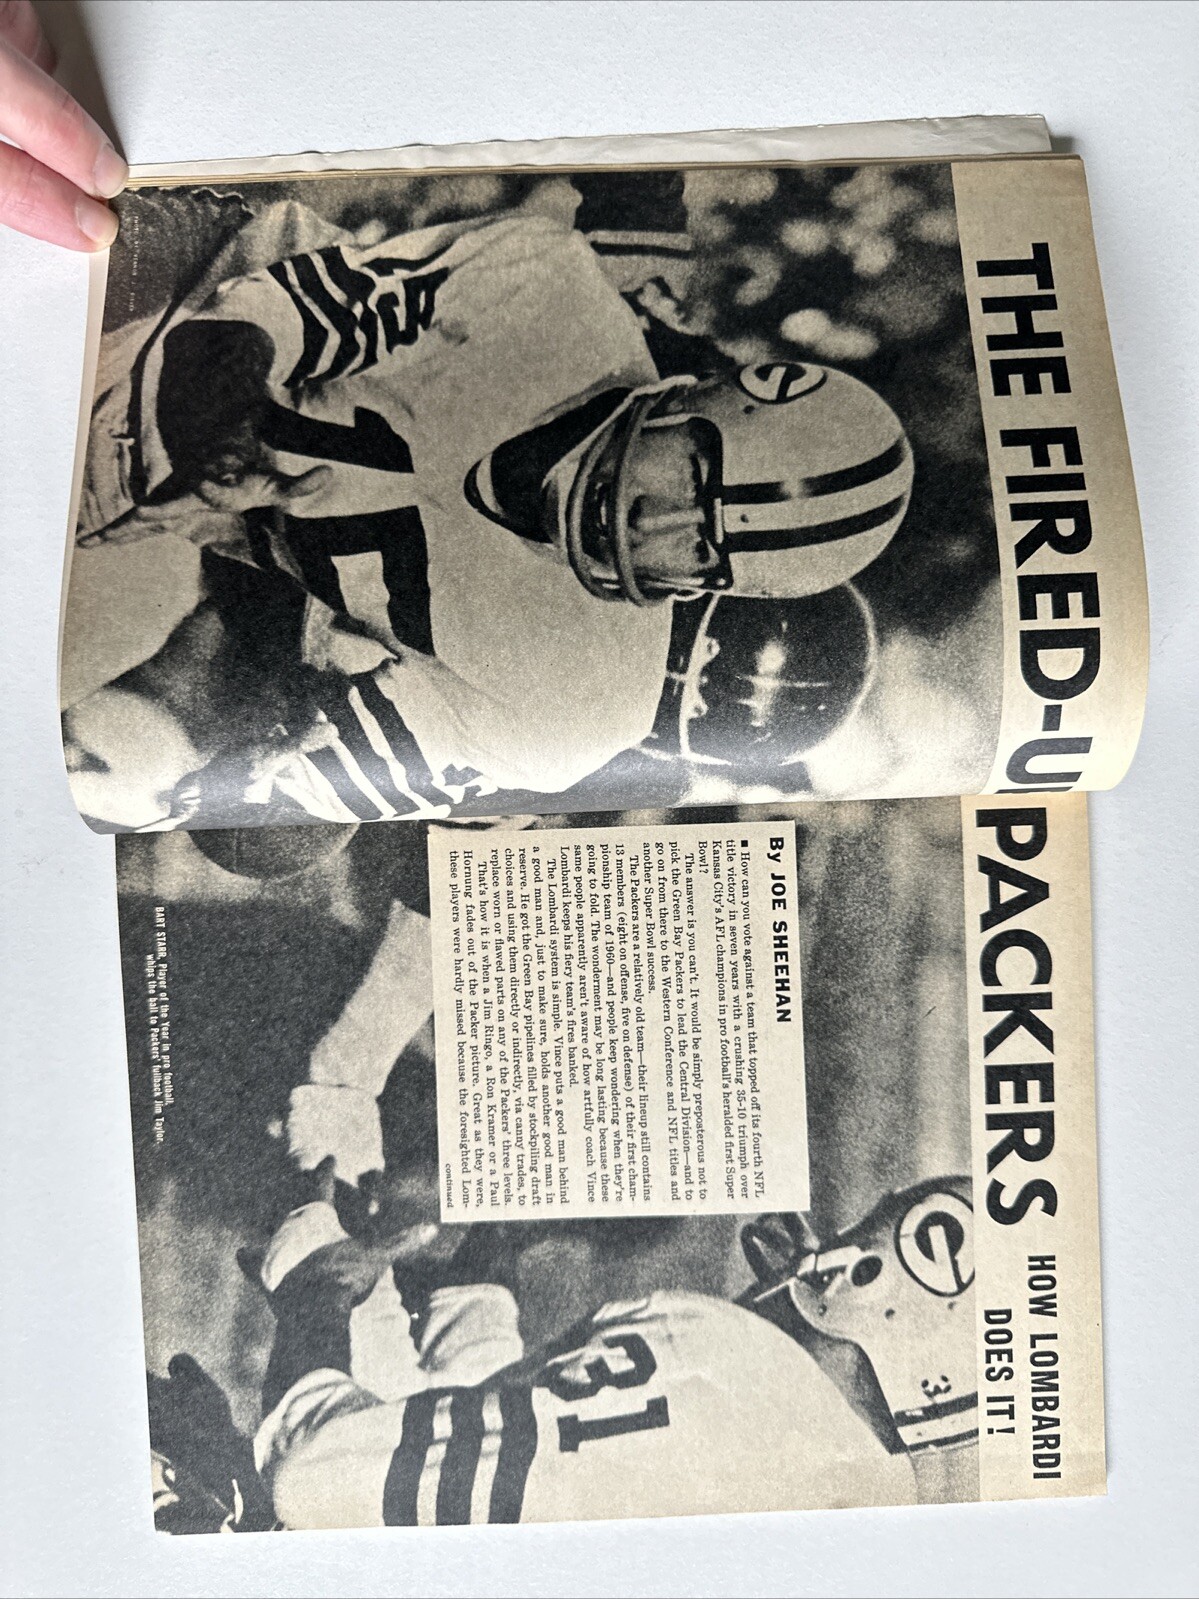 THE FIRED-U
PACKERS
HOW LOMBARDI
DOES IT!
15
By JOE SHEEHAN
■ How can you vote against a team that topped off its fourth NFL
title victory in seven years with a crushing 35-10 triumph over
Kansas City's AFL champions in pro football's heralded first Super
Bowl?
The answer is you can't. It would be simply preposterous not to
pick the Green Bay Packers to lead the Central Division—and to
go on from there to the Western Conference and NFL titles and
another Super Bowl success.
The Packers are a relatively old team—their lineup still contains
13 members (eight on offense, five on defense) of their first cham-
pionship team of 1960—and people keep wondering when they're
going to fold. The wonderment may be long lasting because these
same people apparently aren't aware of how artfully coach Vince
Lombardi keeps his fiery team's fires banked.
The Lombardi system is simple. Vince puts a good man behind
a good man and, just to make sure, holds another good man in
reserve. He got the Green Bay pipelines filled by stockpiling draft
choices and using them directly or indirectly, via canny trades, to
replace worn or flawed parts on any of the Packers' three levels.
That's how it is when a Jim Ringo, a Ron Kramer or a Paul
Hornung fades out of the Packer picture. Great as they were,
these players were hardly missed because the foresighted Lom-
continued
G
31
31
BART STARR, Player of the Year in pro football,
whips the ball to Packers' fullback Jim Taylor.